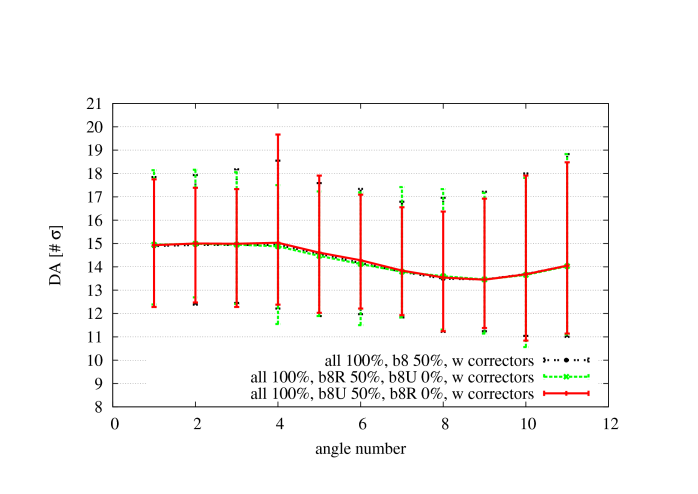 21
20
19
18
17
16
15
14
13
12
11
10
9
8
DA [# σ]
all 100%, b8 50%, w correctors
all 100%, b8R 50%, b8U 0%, w correctors
all 100%, b8U 50%, b8R 0%, w correctors
0 2 4 6 8 10 12
angle number